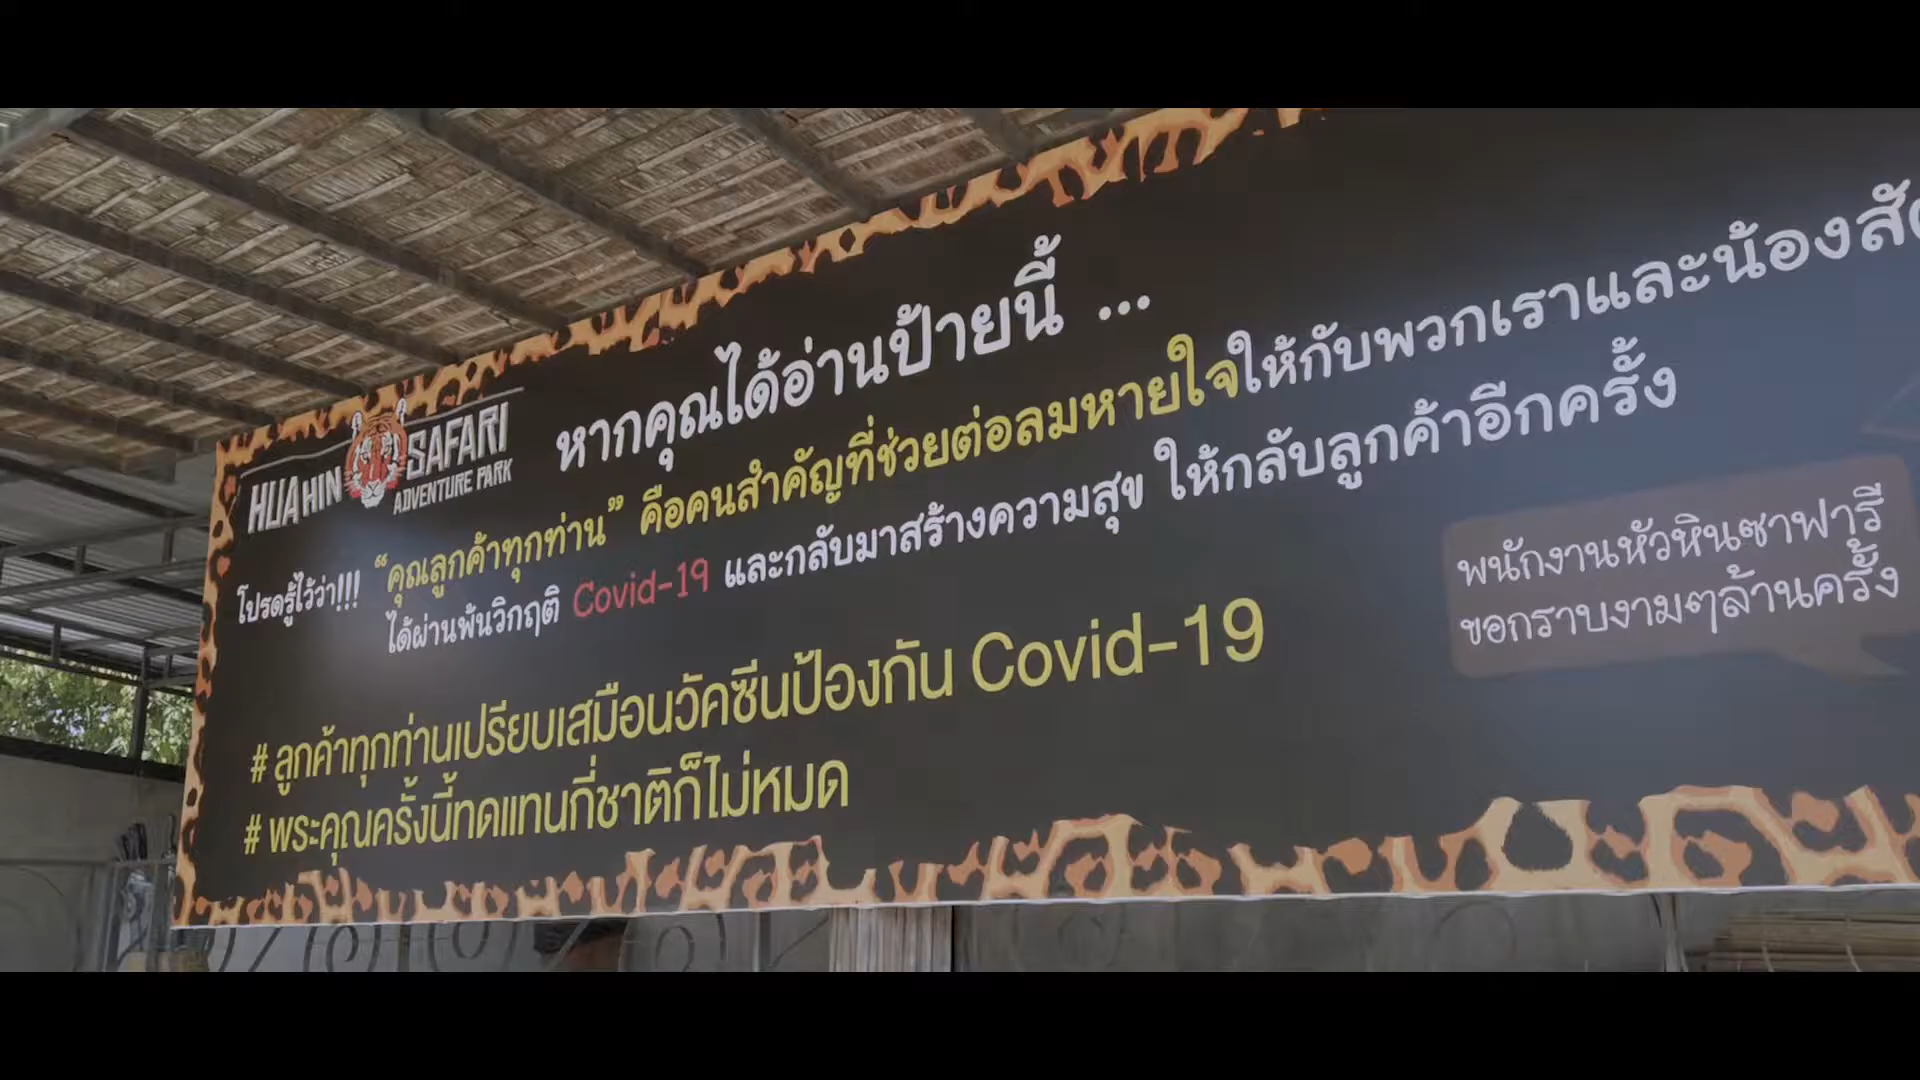 HUA HIN SAFARI
ADVENTURE PARK
หากคุณได้อ่านป้ายนี้ ...
โปรดรู้ไว้ว่า!!! “คุณลูกค้าทุกท่าน” คือคนสำคัญที่ช่วยต่อลมหายใจให้กับพวกเราและน้องสั
ได้ผ่านพ้นวิกฤติ Covid-19 และกลับมาสร้างความสุข ให้กลับลูกค้าอีกครั้ง
พนักงานหัวหินซาฟารี
ขอกราบงามๆล้านครั้ง
# ลูกค้าทุกท่านเปรียบเสมือนวัคซีนป้องกัน Covid-19
# พระคุณครั้งนี้ทดแทนกี่ชาติก็ไม่หมด